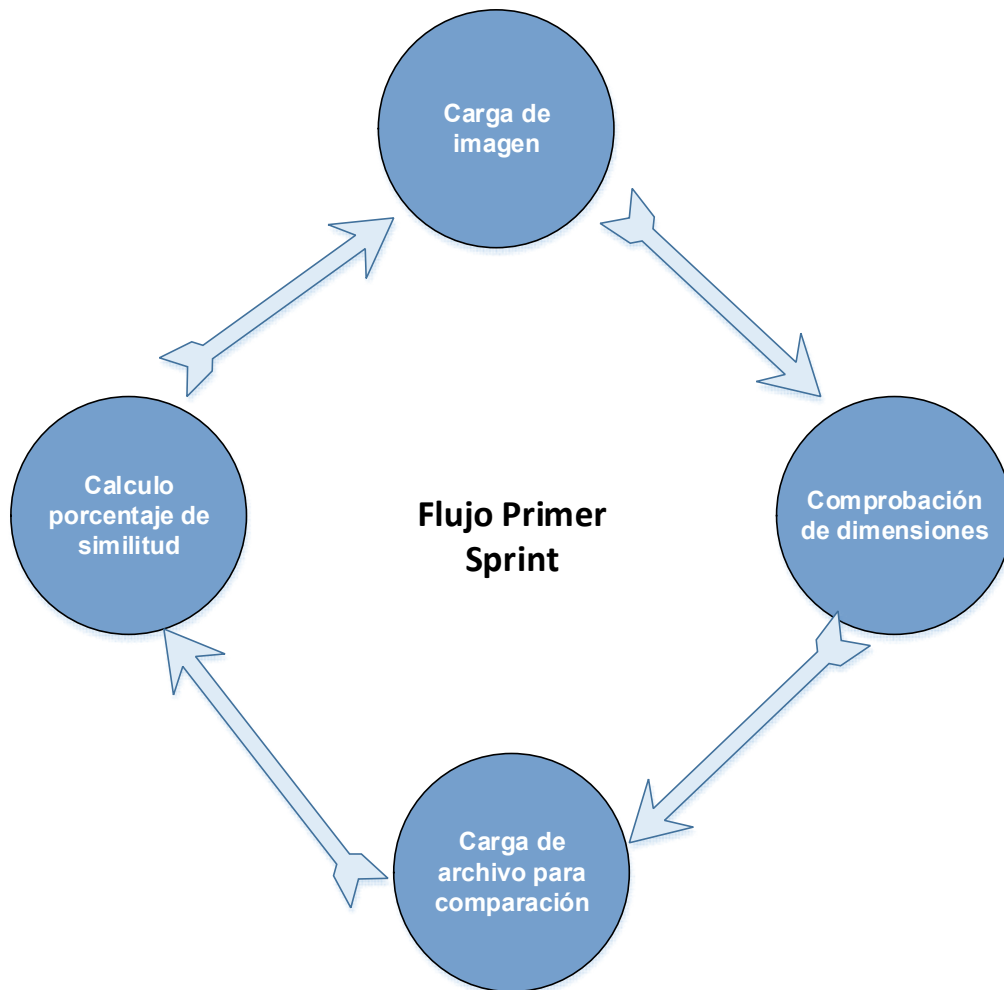 Carga de
imagen
Calculo
porcentaje de
similitud
Flujo Primer
Sprint
Comprobación
de dimensiones
Carga de
archivo para
comparación